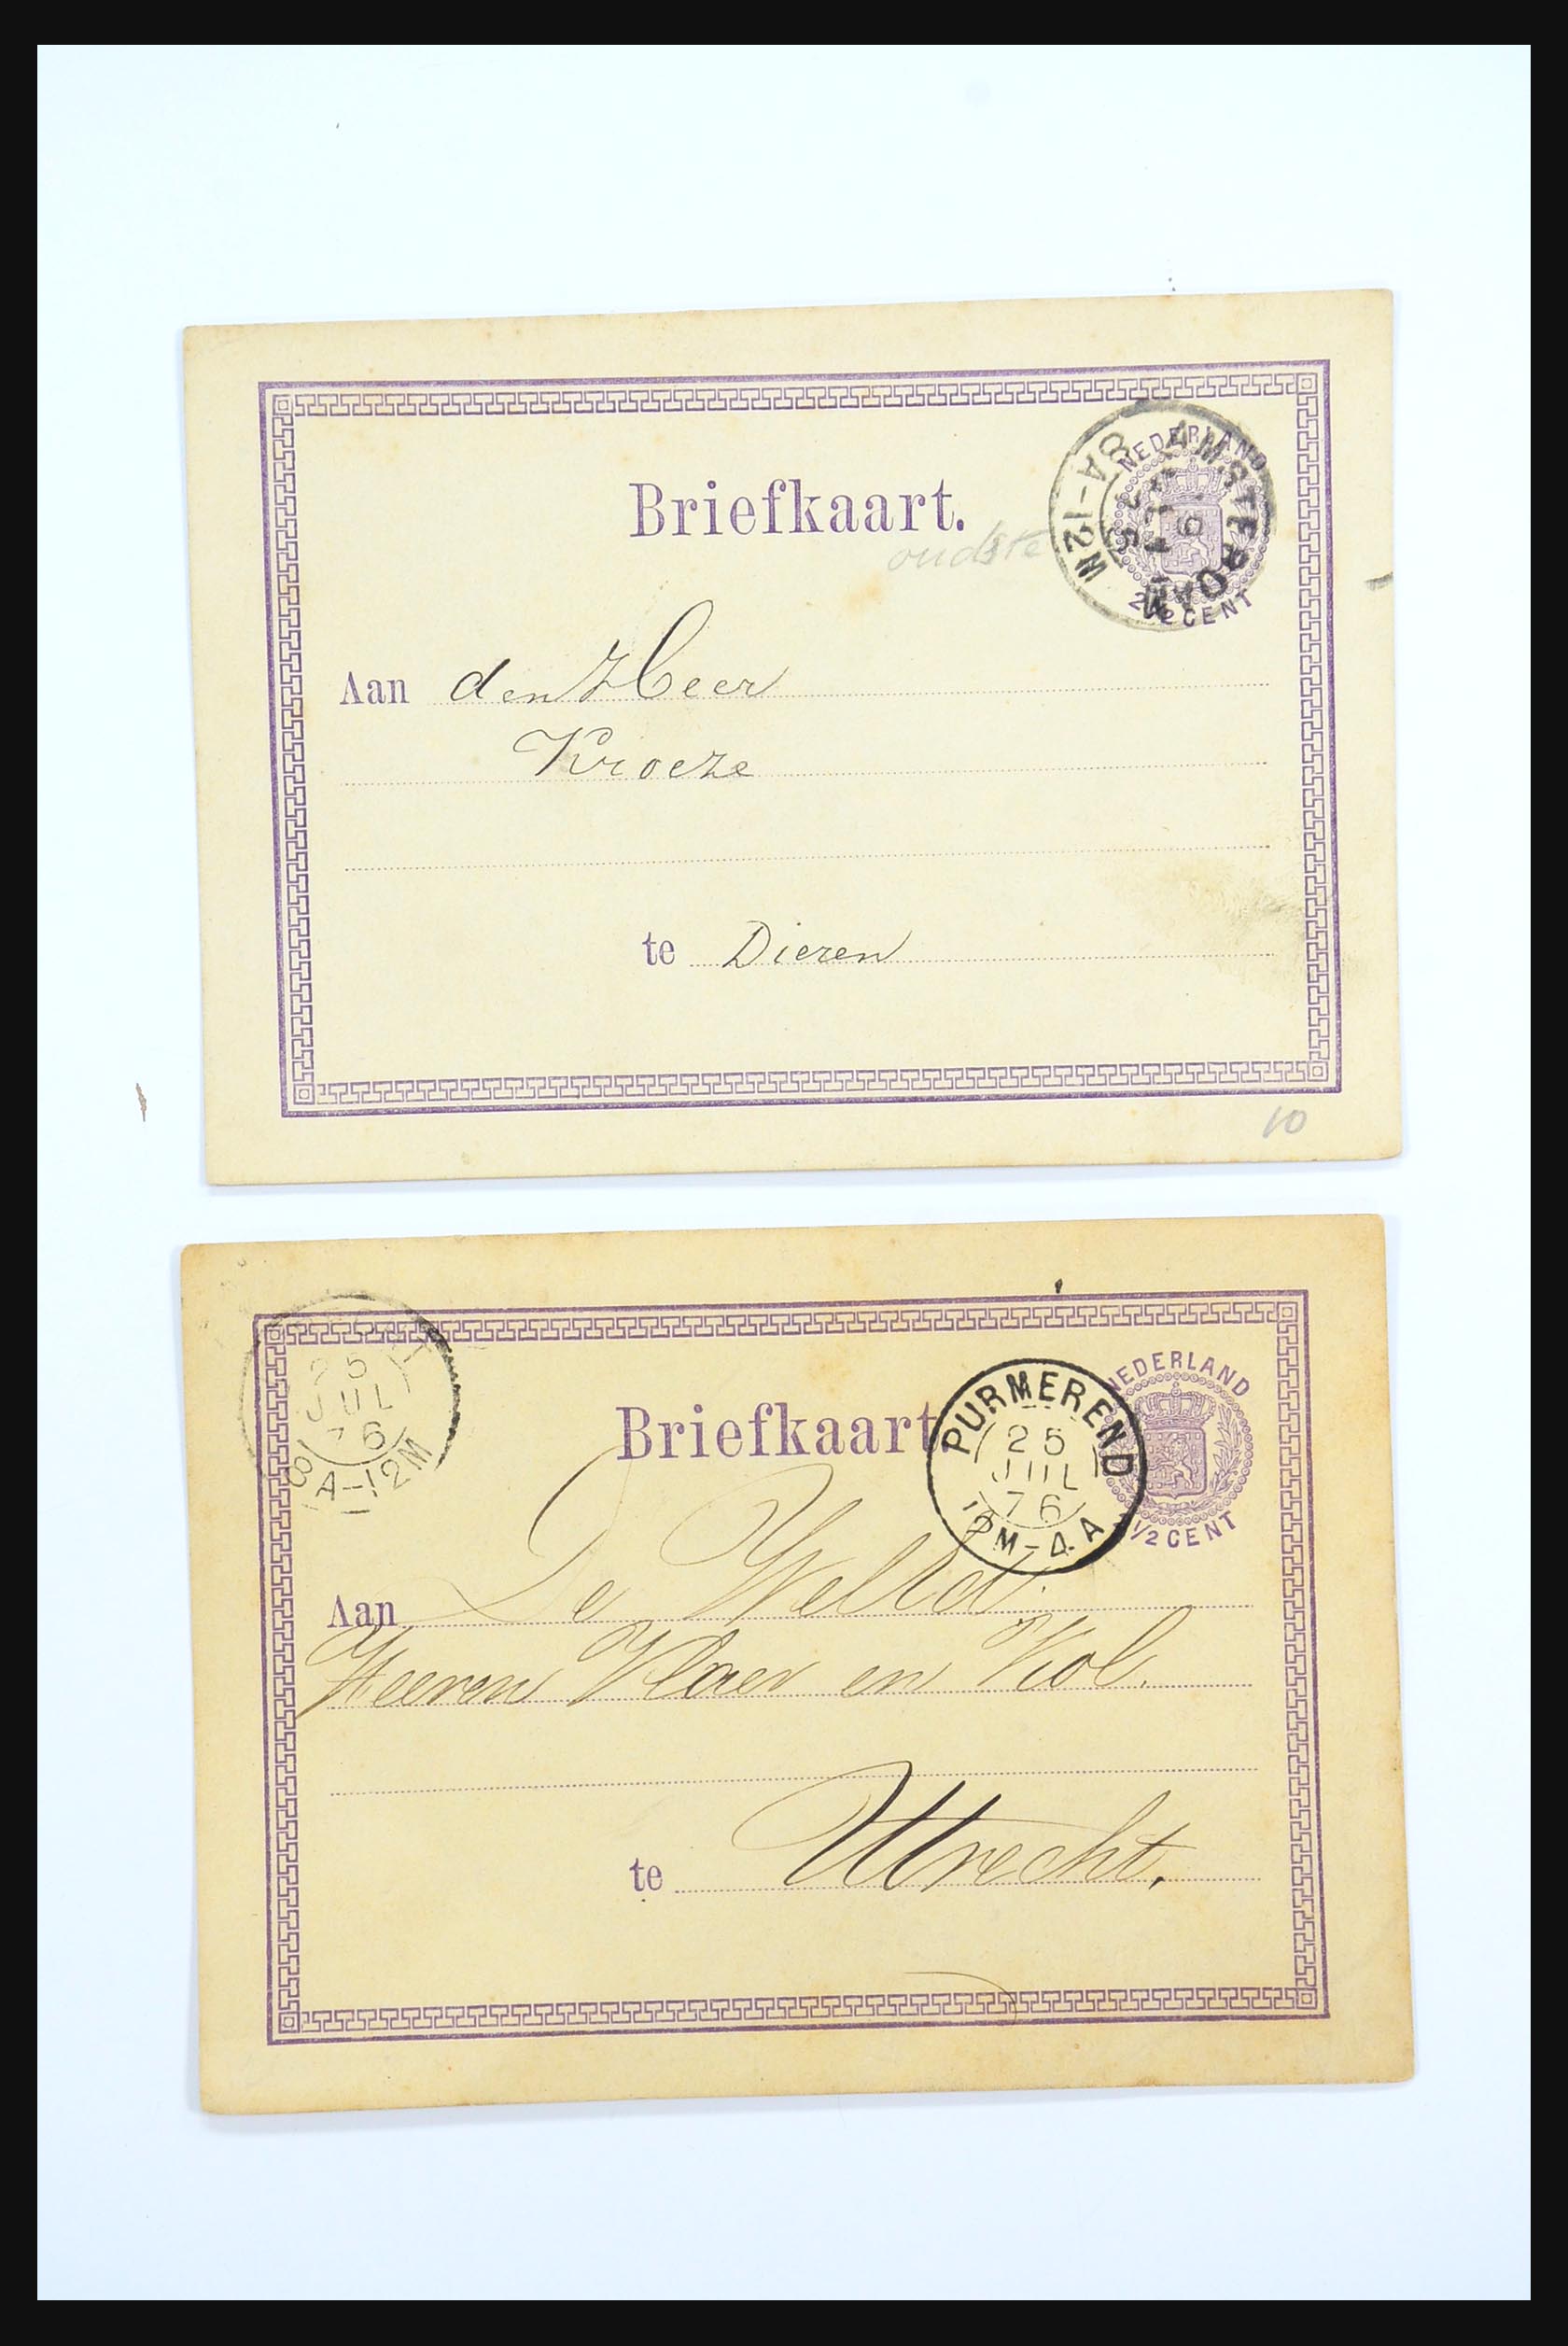 Briefkaart.
oudste
NEDERLAND
2½ CENT
AMSTERDAM
8A-12M
Aan den Heer
Kroeze
te Dieren
10
25
JUL
76
8A-12M
Briefkaart
PURMEREND
25
JUL
76
12M-4A
NEDERLAND
½ CENT
Aan De Weled.
Heeren Vlaer en Kol.
te Utrecht.